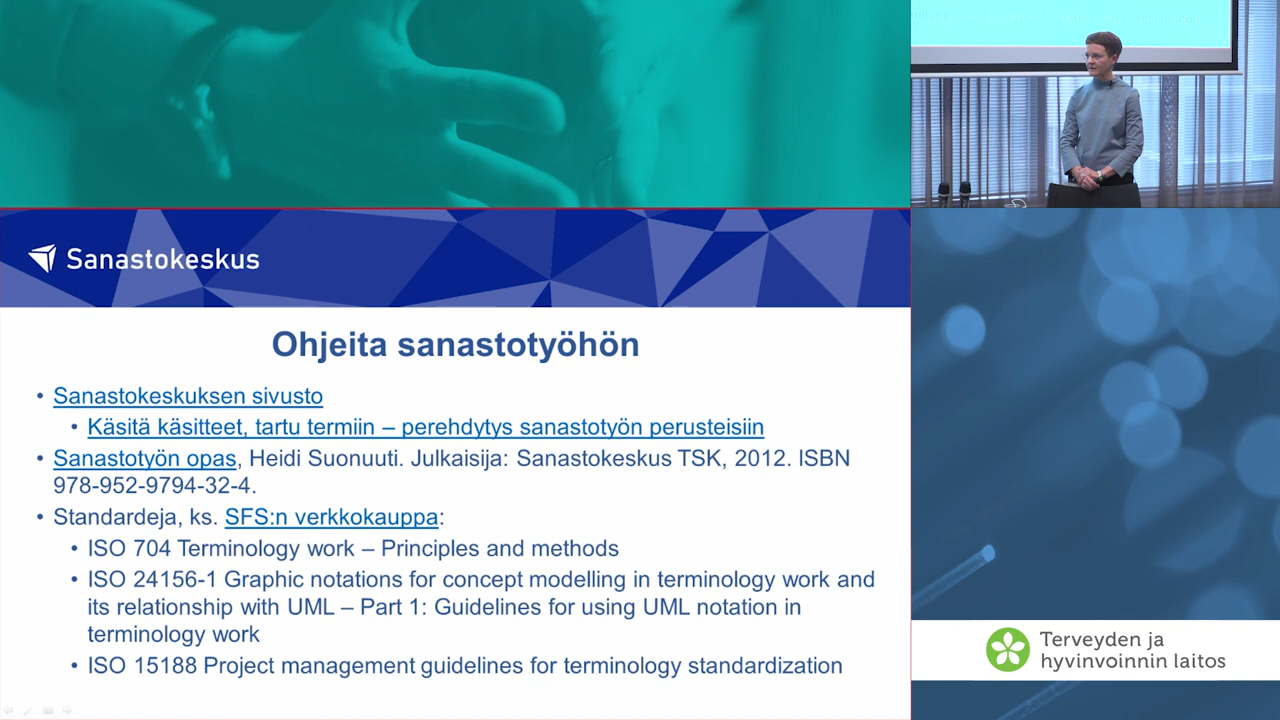 Sanastokeskus
Ohjeita sanastotyöhön
• Sanastokeskuksen sivusto
• Käsitä käsitteet, tartu termiin – perehdytys sanastotyön perusteisiin
• Sanastotyön opas, Heidi Suonuuti. Julkaisija: Sanastokeskus TSK, 2012. ISBN
978-952-9794-32-4.
• Standardeja, ks. SFS:n verkkokauppa:
• ISO 704 Terminology work – Principles and methods
• ISO 24156-1 Graphic notations for concept modelling in terminology work and
its relationship with UML – Part 1: Guidelines for using UML notation in
terminology work
• ISO 15188 Project management guidelines for terminology standardization
Terveyden ja
hyvinvoinnin laitos